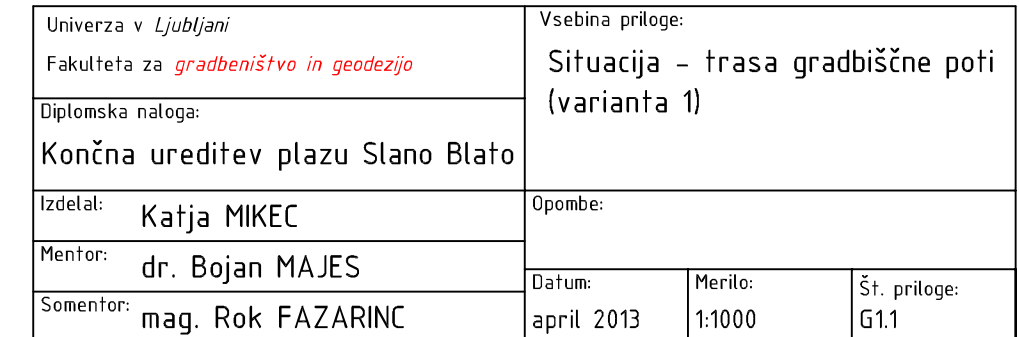 Univerza v Ljubljani
Fakulteta za gradbeništvo in geodezijo
Diplomska naloga:
Končna ureditev plazu Slano Blato
Izdelal:
Katja MIKEC
Mentor:
dr. Bojan MAJES
Somentor:
mag. Rok FAZARINC
Vsebina priloge:
Situacija - trasa gradbiščne poti
(varianta 1)
Opombe:
Datum:
april 2013
Merilo:
1:1000
Št. priloge:
G1.1